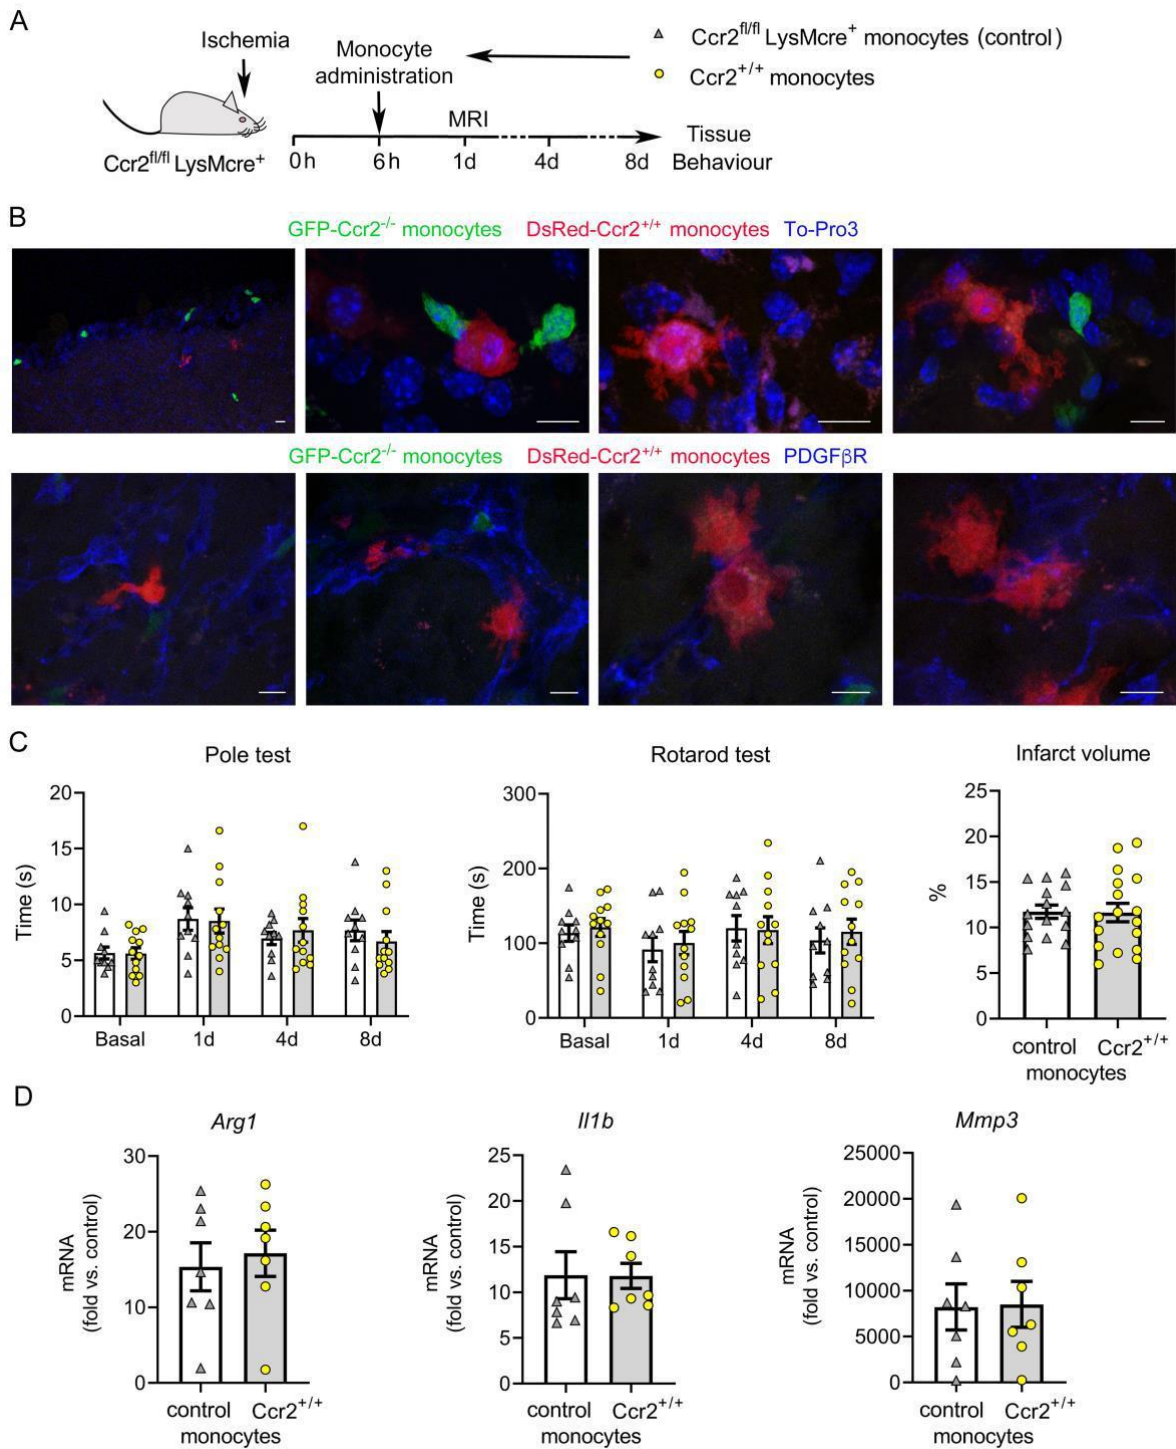 A
Ischemia
Monocyte
administration
Ccr2fl/fl LysMcre+ monocytes (control)
Ccr2+/+ monocytes
MRI
Ccr2fl/fl LysMcre+
0h 6h 1d 4d 8d
Tissue
Behaviour
B
GFP-Ccr2-/- monocytes DsRed-Ccr2+/+ monocytes To-Pro3
GFP-Ccr2-/- monocytes DsRed-Ccr2+/+ monocytes PDGFβR
C
Pole test
Time (s)
20
15
10
5
0
Basal 1d 4d 8d
Rotarod test
Time (s)
300
200
100
0
Basal 1d 4d 8d
Infarct volume
%
25
20
15
10
5
0
control Ccr2+/+
monocytes
D
Arg1
mRNA
(fold vs. control)
30
20
10
0
control Ccr2+/+
monocytes
Il1b
mRNA
(fold vs. control)
25
20
15
10
5
0
control Ccr2+/+
monocytes
Mmp3
mRNA
(fold vs. control)
25000
20000
15000
10000
5000
0
control Ccr2+/+
monocytes